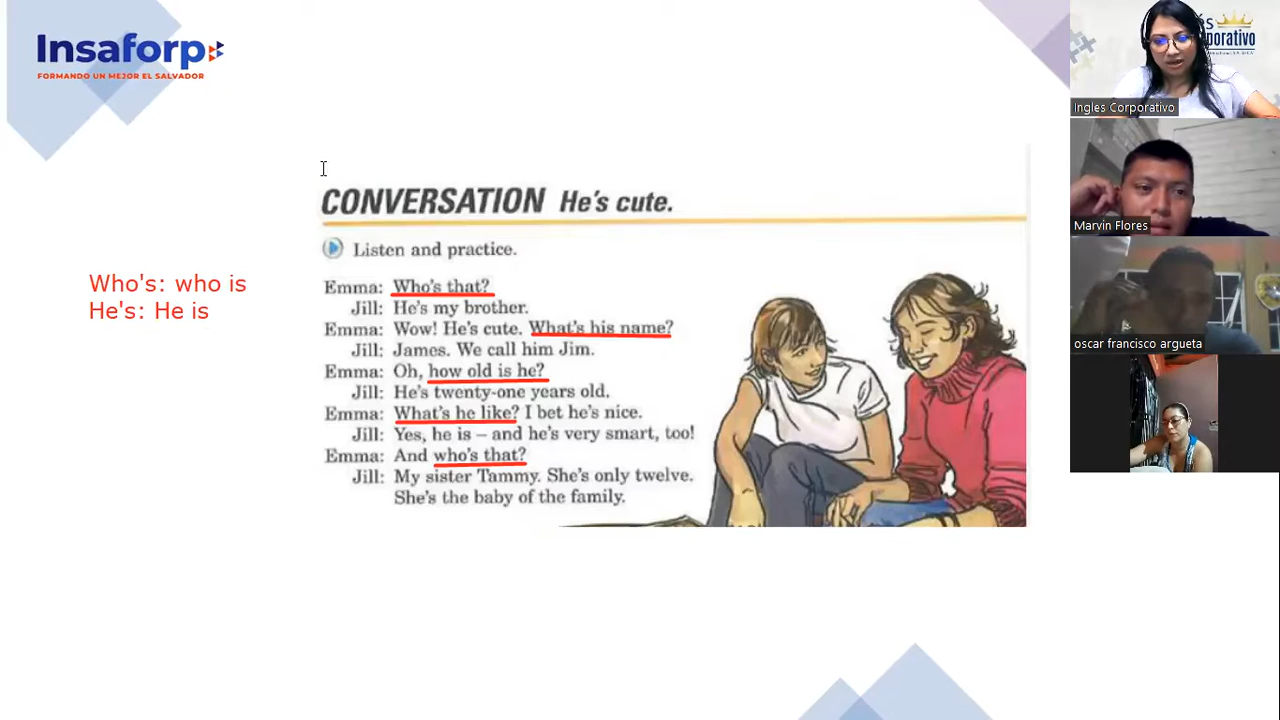 Insaforp
FORMANDO UN MEJOR EL SALVADOR
CONVERSATION He's cute.
Listen and practice.
Who's: who is
He's: He is
Emma: Who's that?
Jill: He's my brother.
Emma: Wow! He's cute. What's his name?
Jill: James. We call him Jim.
Emma: Oh, how old is he?
Jill: He's twenty-one years old.
Emma: What's he like? I bet he's nice.
Jill: Yes, he is – and he's very smart, too!
Emma: And who's that?
Jill: My sister Tammy. She's only twelve.
She's the baby of the family.
Ingles Corporativo
Marvin Flores
oscar francisco argueta